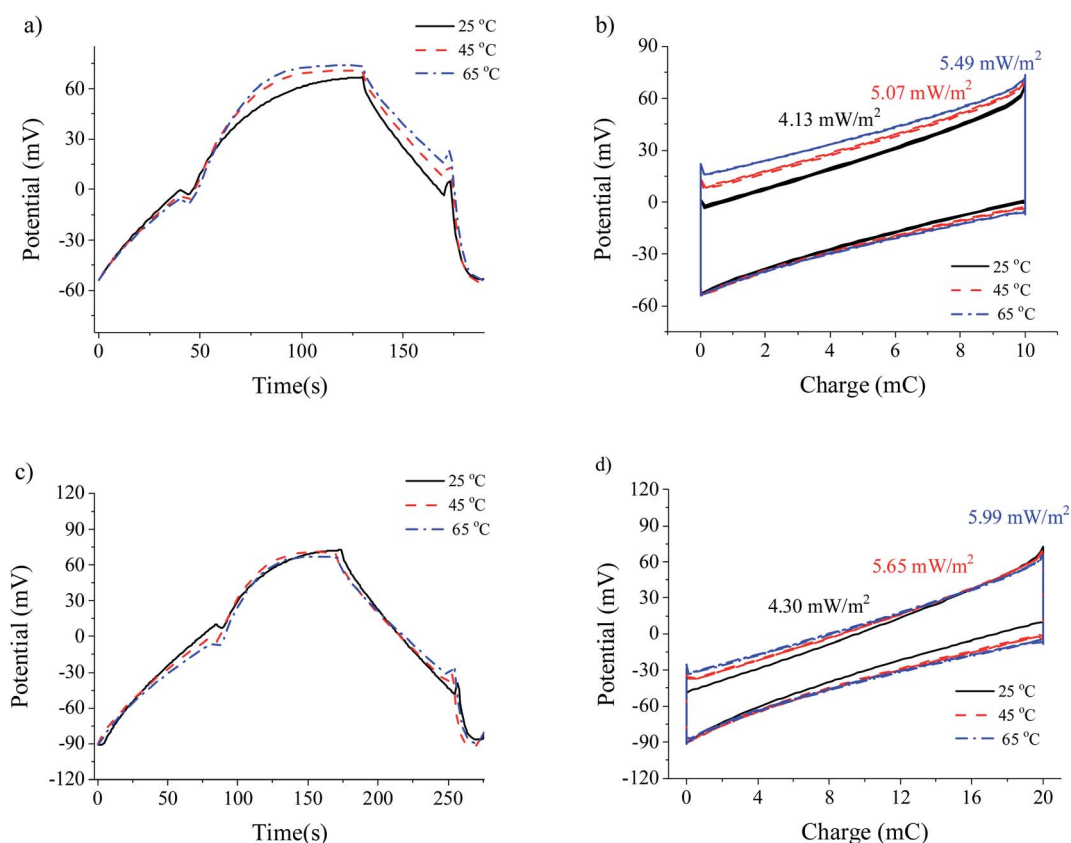 a)
25 °C
45 °C
65 °C
60
30
0
-30
-60
Potential (mV)
0
50
100
150
Time(s)
b)
90
60
30
0
-30
-60
Potential (mV)
5.49 mW/m²
5.07 mW/m²
4.13 mW/m²
25 °C
45 °C
65 °C
0
2
4
6
8
10
Charge (mC)
c)
120
90
60
30
0
-30
-60
-90
-120
Potential (mV)
25 °C
45 °C
65 °C
0
50
100
150
200
250
Time(s)
d)
120
90
60
30
0
-30
-60
-90
-120
Potential (mV)
5.99 mW/m²
5.65 mW/m²
4.30 mW/m²
25 °C
45 °C
65 °C
0
4
8
12
16
20
Charge (mC)